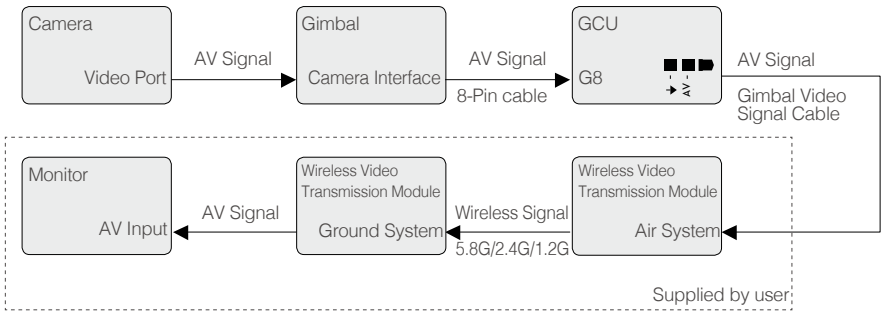 Camera
Video Port
AV Signal
Gimbal
Camera Interface
AV Signal
8-Pin cable
GCU
G8
AV
AV Signal
Gimbal Video
Signal Cable
Monitor
AV Input
AV Signal
Wireless Video
Transmission Module
Ground System
Wireless Signal
5.8G/2.4G/1.2G
Wireless Video
Transmission Module
Air System
Supplied by user